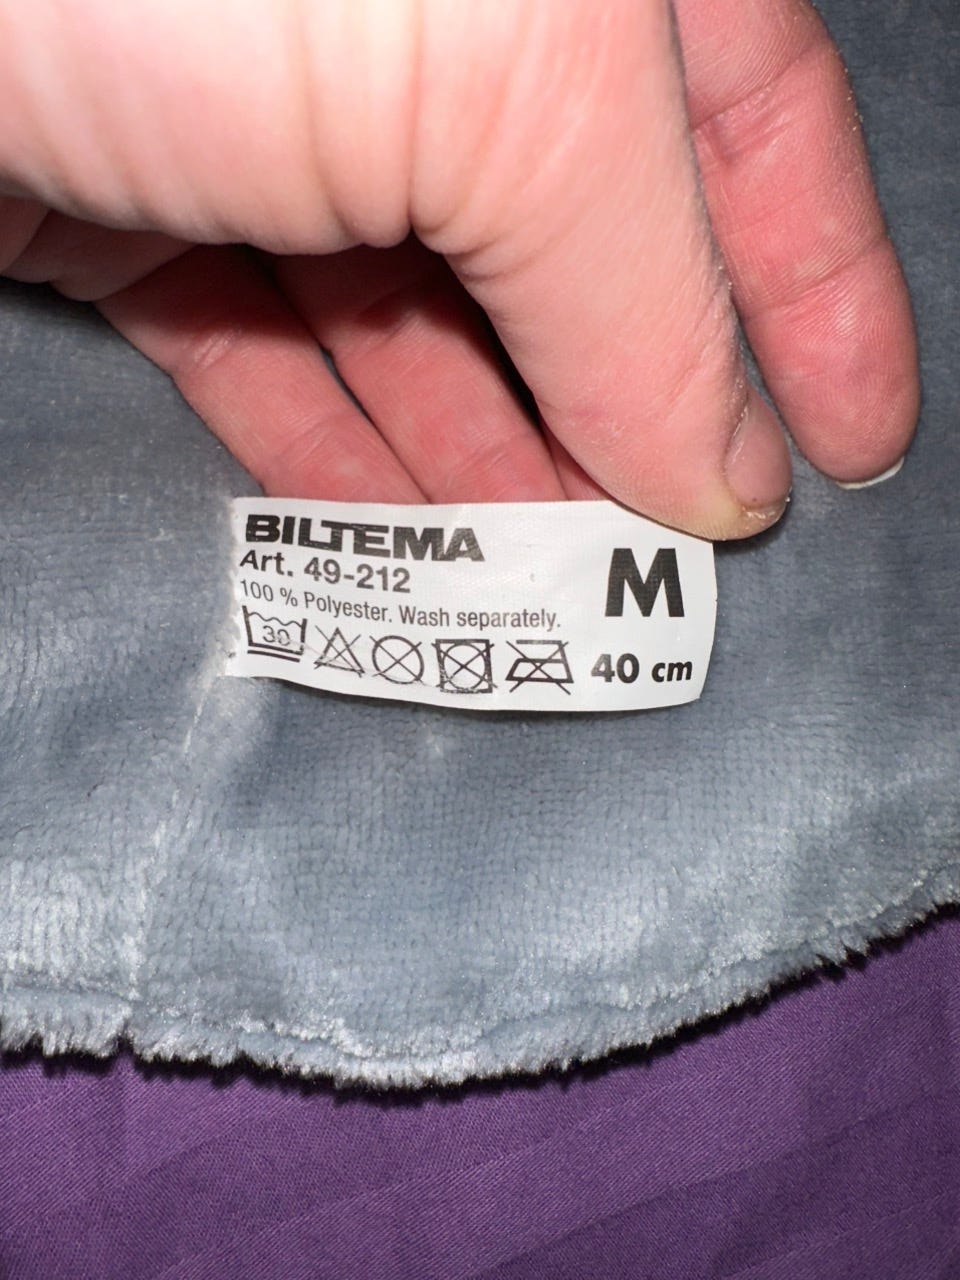 BILTEMA
Art. 49-212
100 % Polyester. Wash separately.
30
M
40 cm